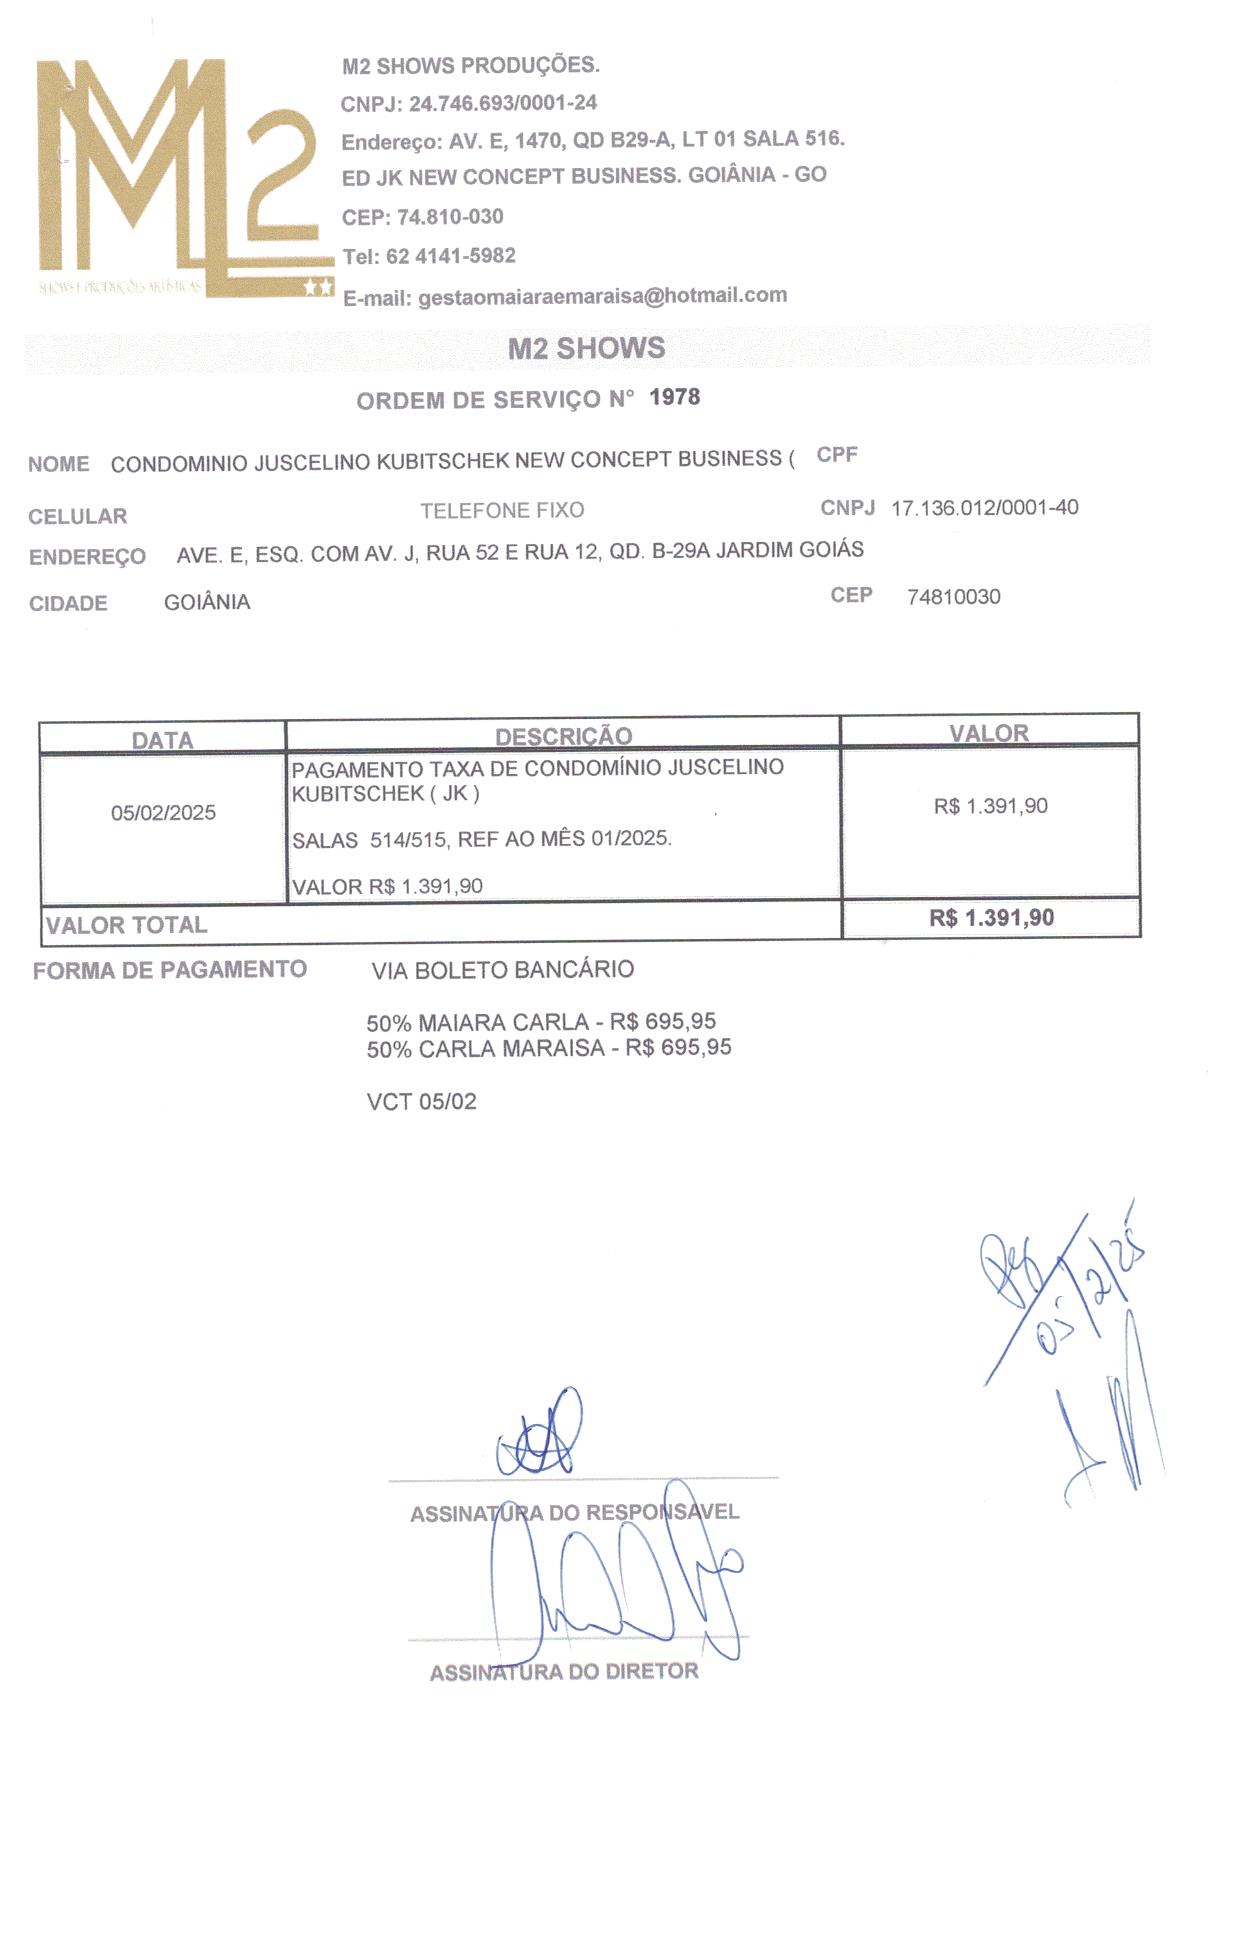 M2 SHOWS PRODUÇÕES.
CNPJ: 24.746.693/0001-24
Endereço: AV. E, 1470, QD B29-A, LT 01 SALA 516.
ED JK NEW CONCEPT BUSINESS. GOIÂNIA - GO
CEP: 74.810-030
Tel: 62 4141-5982
E-mail: gestaomaiaraemaraisa@hotmail.com
M2
SHOWS E PRODUÇÕES ARTÍSTICAS
M2 SHOWS
ORDEM DE SERVIÇO N° 1978
NOME CONDOMINIO JUSCELINO KUBITSCHEK NEW CONCEPT BUSINESS ( CPF
CELULAR TELEFONE FIXO CNPJ 17.136.012/0001-40
ENDEREÇO AVE. E, ESQ. COM AV. J, RUA 52 E RUA 12, QD. B-29A JARDIM GOIÁS
CIDADE GOIÂNIA CEP 74810030
DATA DESCRIÇÃO VALOR
PAGAMENTO TAXA DE CONDOMÍNIO JUSCELINO
KUBITSCHEK ( JK )
05/02/2025 R$ 1.391,90
SALAS 514/515, REF AO MÊS 01/2025.
VALOR R$ 1.391,90
VALOR TOTAL R$ 1.391,90
FORMA DE PAGAMENTO VIA BOLETO BANCÁRIO
50% MAIARA CARLA - R$ 695,95
50% CARLA MARAISA - R$ 695,95
VCT 05/02
Pg
05/2/25
ASSINATURA DO RESPONSAVEL
ASSINATURA DO DIRETOR